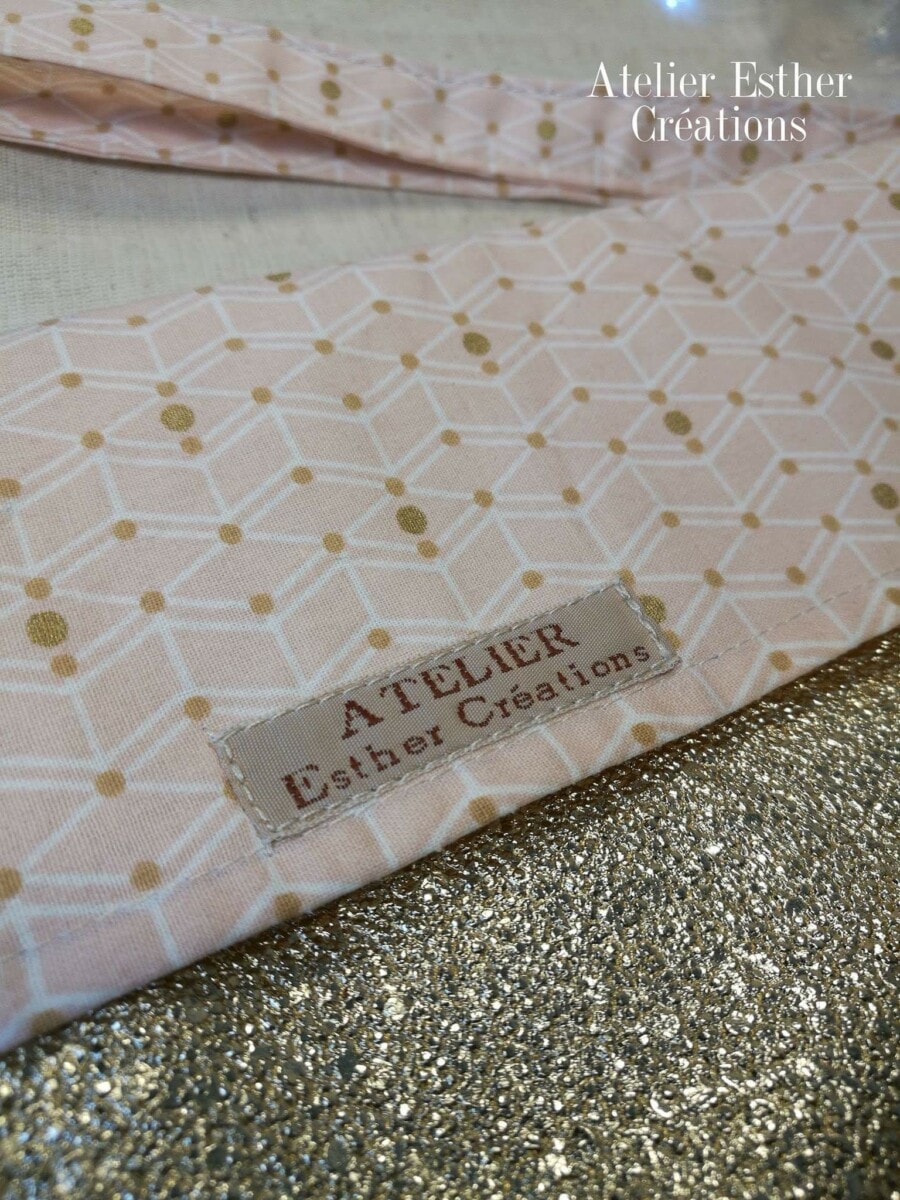 Atelier Esther
Créations
ATELIER
Esther Créations